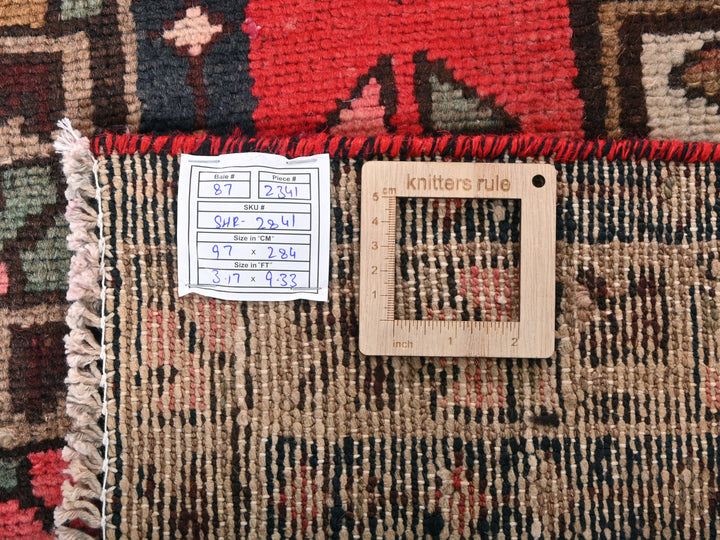 Bale # Piece #
87 2341
SKU #
SHR- 2841
Size in "CM"
97 x 284
Size in "FT"
3.17 x 9.33
knitters rule
5 cm
4
3
2
1
inch 1 2